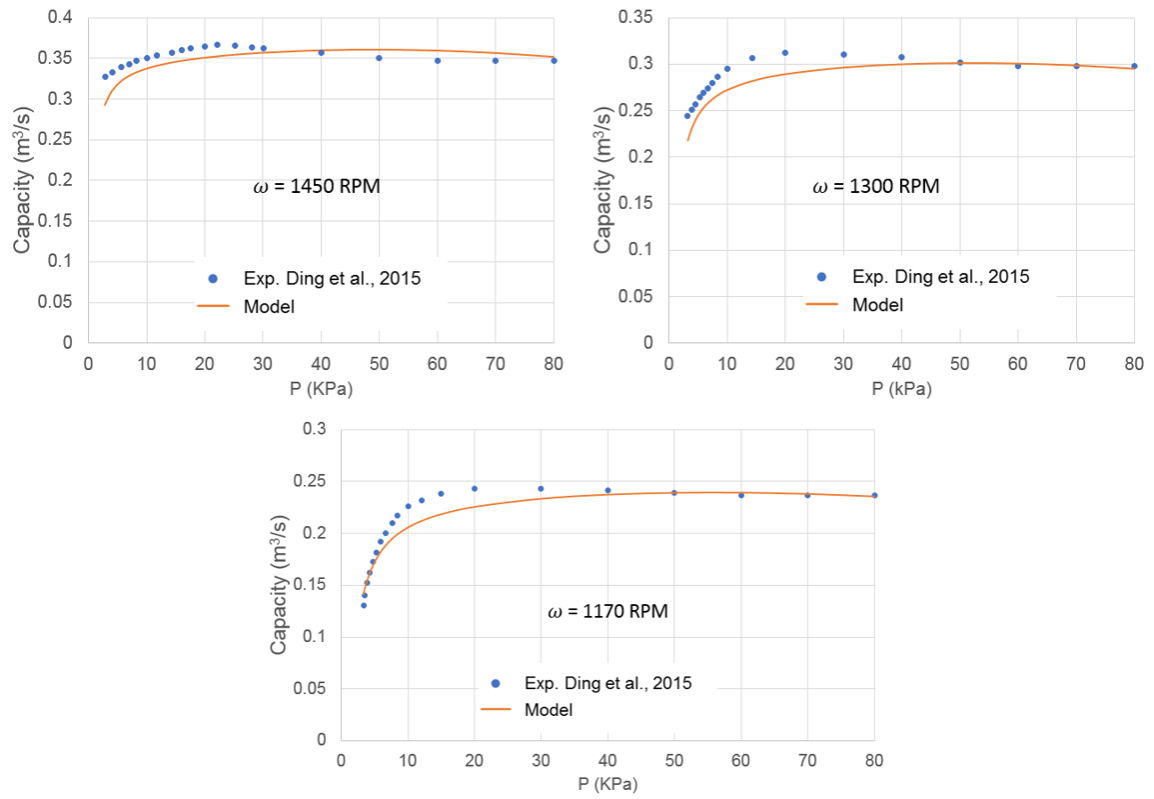 0.4
0.35
0.3
0.25
0.2
0.15
0.1
0.05
0
Capacity (m³/s)
𝜔 = 1450 RPM
Exp. Ding et al., 2015
Model
0 10 20 30 40 50 60 70 80
P (KPa)
0.35
0.3
0.25
0.2
0.15
0.1
0.05
0
Capacity (m³/s)
𝜔 = 1300 RPM
Exp. Ding et al., 2015
Model
0 10 20 30 40 50 60 70 80
P (kPa)
0.3
0.25
0.2
0.15
0.1
0.05
0
Capacity (m³/s)
𝜔 = 1170 RPM
Exp. Ding et al., 2015
Model
0 10 20 30 40 50 60 70 80
P (KPa)